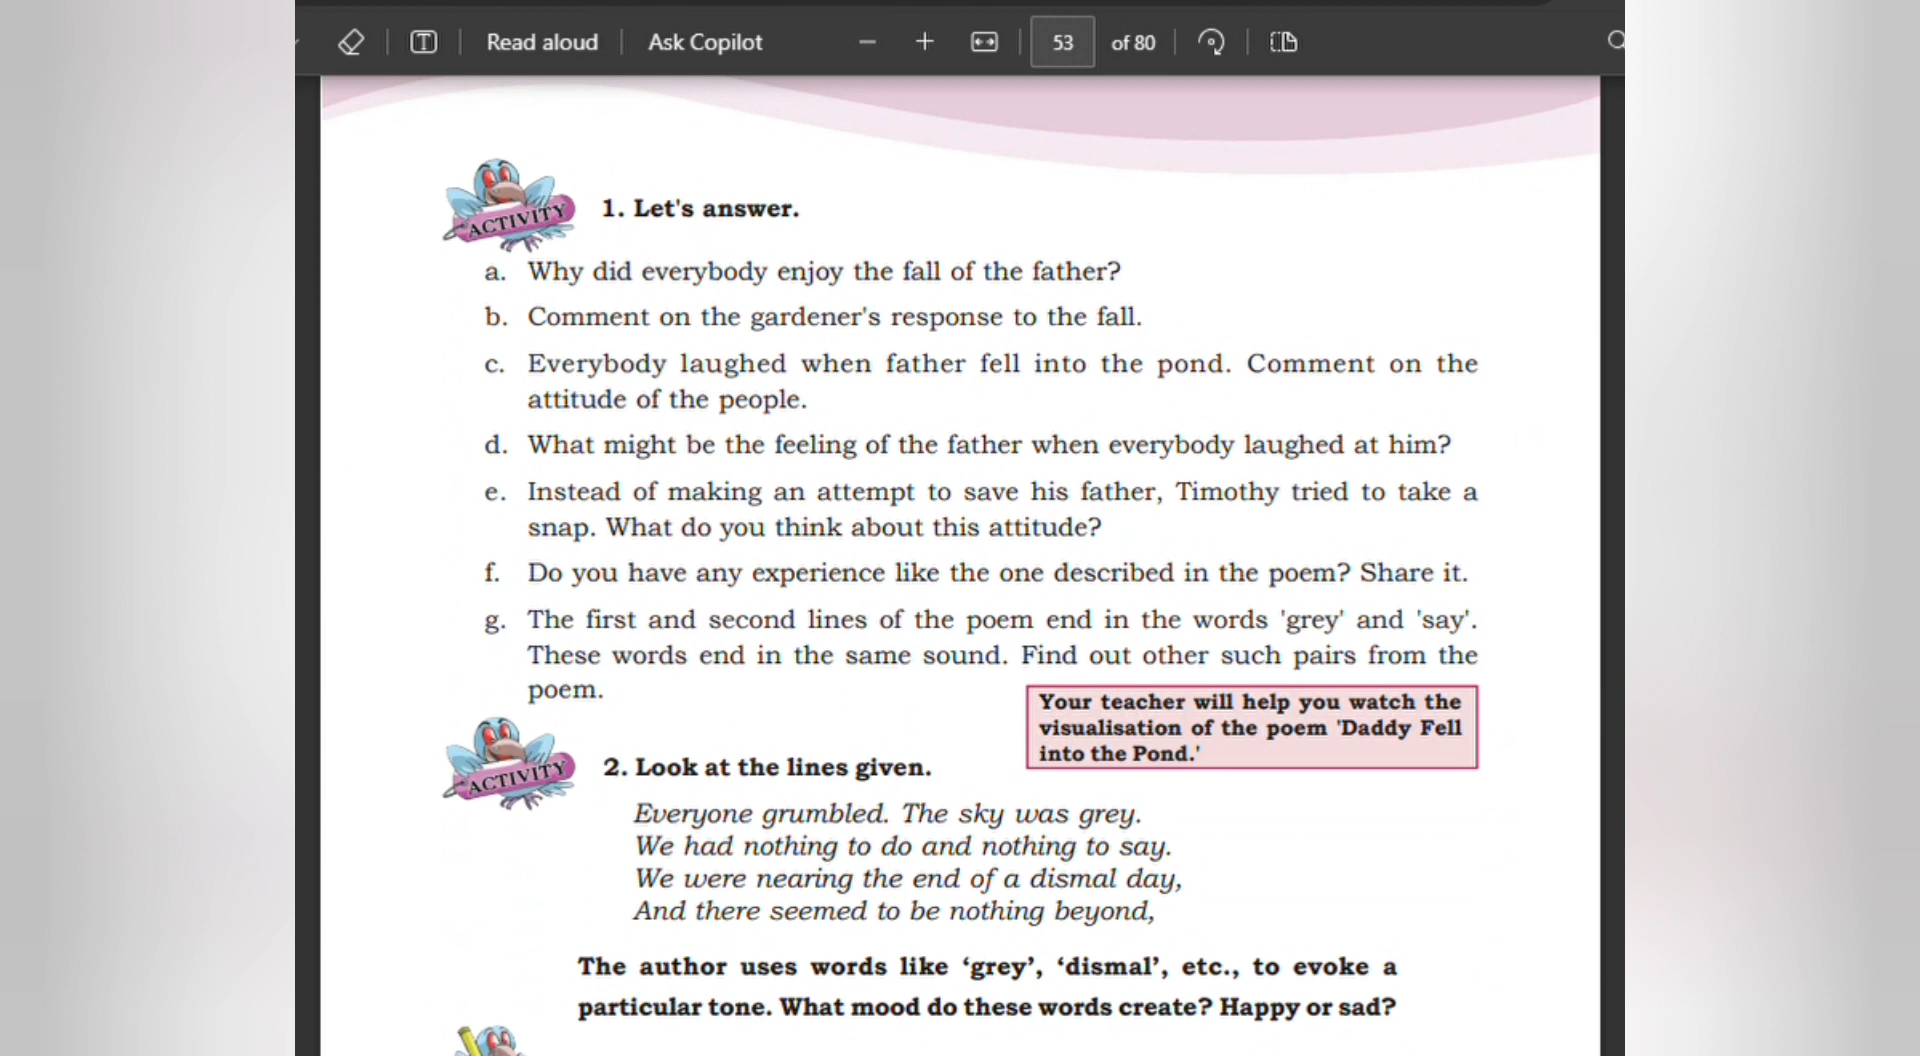 Read aloud
Ask Copilot
53
of 80
ACTIVITY
1. Let's answer.
a. Why did everybody enjoy the fall of the father?
b. Comment on the gardener's response to the fall.
c. Everybody laughed when father fell into the pond. Comment on the
attitude of the people.
d. What might be the feeling of the father when everybody laughed at him?
e. Instead of making an attempt to save his father, Timothy tried to take a
snap. What do you think about this attitude?
f. Do you have any experience like the one described in the poem? Share it.
g. The first and second lines of the poem end in the words 'grey' and 'say'.
These words end in the same sound. Find out other such pairs from the
poem.
Your teacher will help you watch the
visualisation of the poem 'Daddy Fell
into the Pond.'
ACTIVITY
2. Look at the lines given.
Everyone grumbled. The sky was grey.
We had nothing to do and nothing to say.
We were nearing the end of a dismal day,
And there seemed to be nothing beyond,
The author uses words like ‘grey’, ‘dismal’, etc., to evoke a
particular tone. What mood do these words create? Happy or sad?